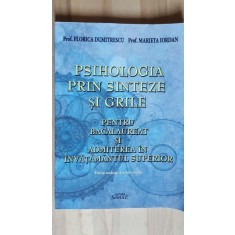 Prof. FLORICA DUMITRESCU Prof. MARIETA IORDAN
PSIHOLOGIA
PRIN SINTEZE
ȘI GRILE
PENTRU
BACALAUREAT
ȘI
ADMITEREA ÎN
ÎNVĂȚĂMÂNTUL SUPERIOR